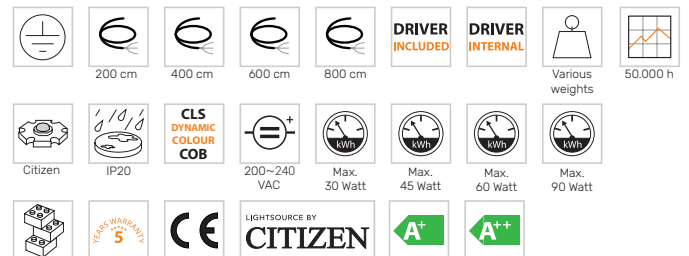 DRIVER INCLUDED
DRIVER INTERNAL
200 cm
400 cm
600 cm
800 cm
Various weights
50.000 h
CLS
DYNAMIC
COLOUR
COB
+
kWh
kWh
kWh
kWh
Citizen
IP20
200~240 VAC
Max. 30 Watt
Max. 45 Watt
Max. 60 Watt
Max. 90 Watt
YEARS WARRANTY
5
CE
LIGHTSOURCE BY
CITIZEN
A+
A++